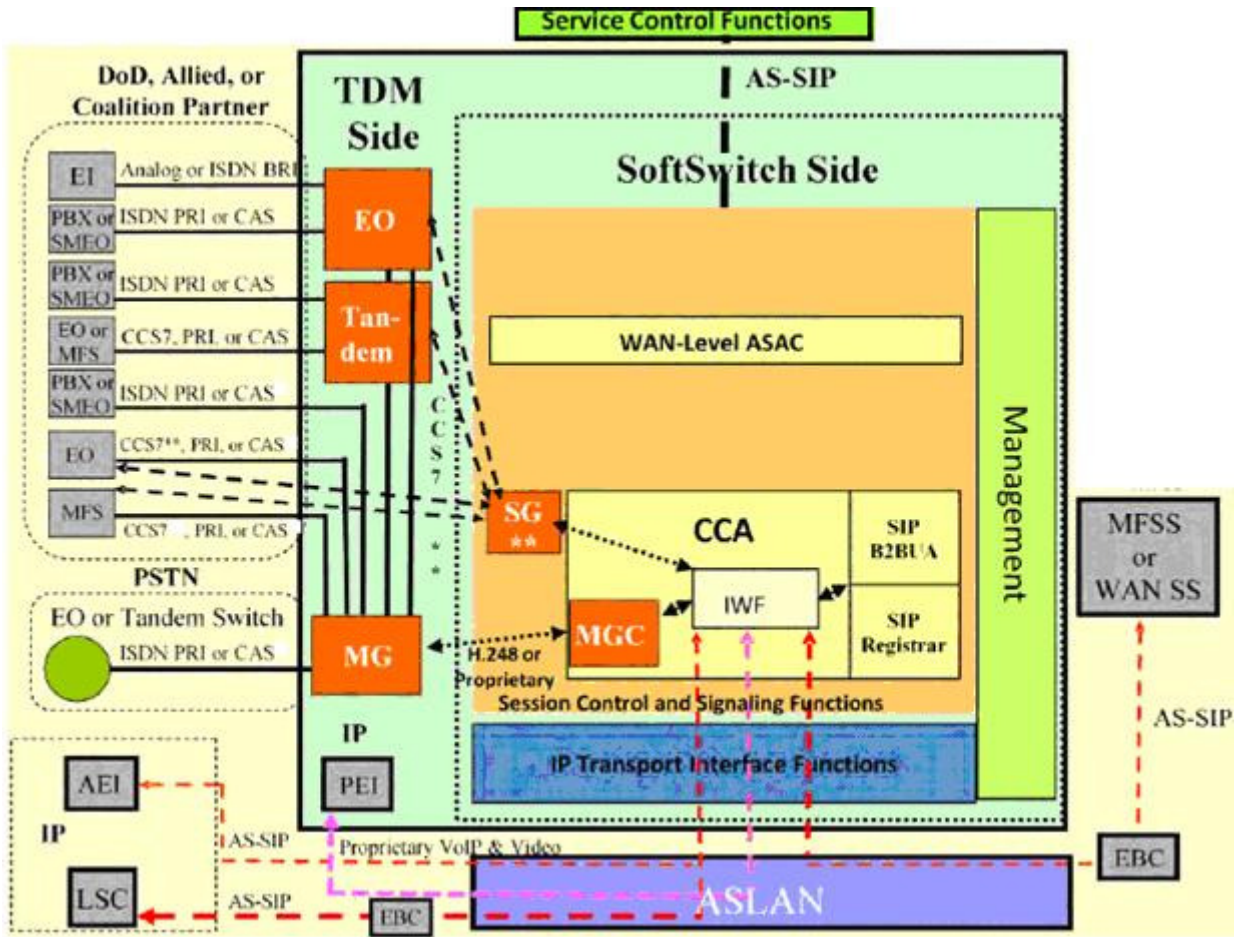 Service Control Functions
DoD, Allied, or
Coalition Partner
TDM
Side
AS-SIP
SoftSwitch Side
EI
Analog or ISDN BRI
EO
PBX or
SMEO
ISDN PRI or CAS
PBX or
SMEO
ISDN PRI or CAS
Tan-
dem
EO or
MFS
CCS7, PRI, or CAS
WAN-Level ASAC
PBX or
SMEO
ISDN PRI or CAS
CCS7
**
EO
CCS7**, PRI, or CAS
MFS
CCS7 , PRI, or CAS
SG
**
CCA
SIP
B2BUA
IWF
MGC
SIP
Registrar
Management
MFSS
or
WAN SS
PSTN
EO or Tandem Switch
ISDN PRI or CAS
MG
H.248 or
Proprietary
Session Control and Signaling Functions
IP
IP Transport Interface Functions
AS-SIP
AEI
PEI
IP
AS-SIP
Proprietary VoIP & Video
EBC
LSC
AS-SIP
EBC
ASLAN